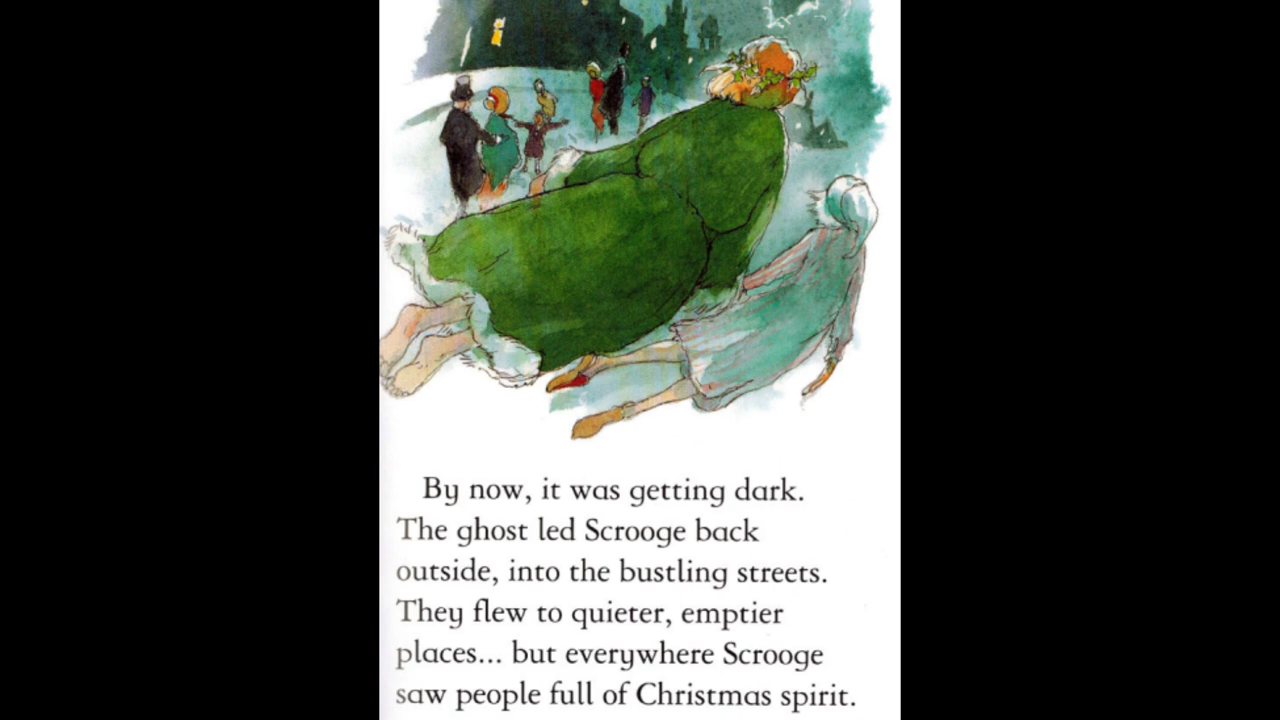 By now, it was getting dark.
The ghost led Scrooge back
outside, into the bustling streets.
They flew to quieter, emptier
places... but everywhere Scrooge
saw people full of Christmas spirit.